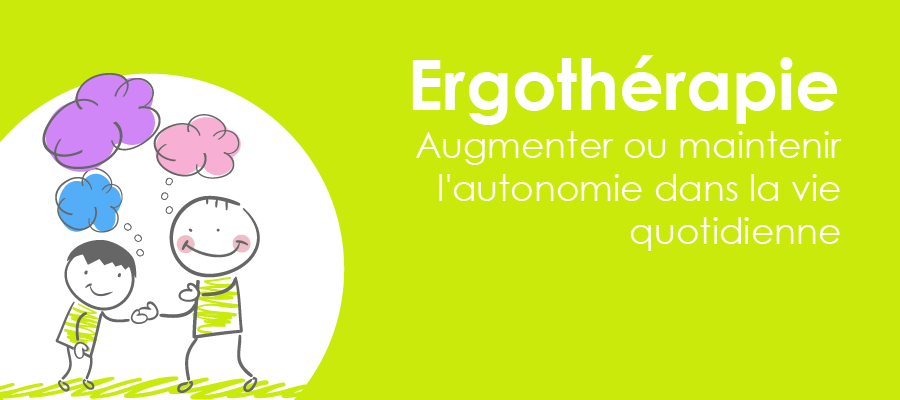 Ergothérapie
Augmenter ou maintenir
l'autonomie dans la vie
quotidienne